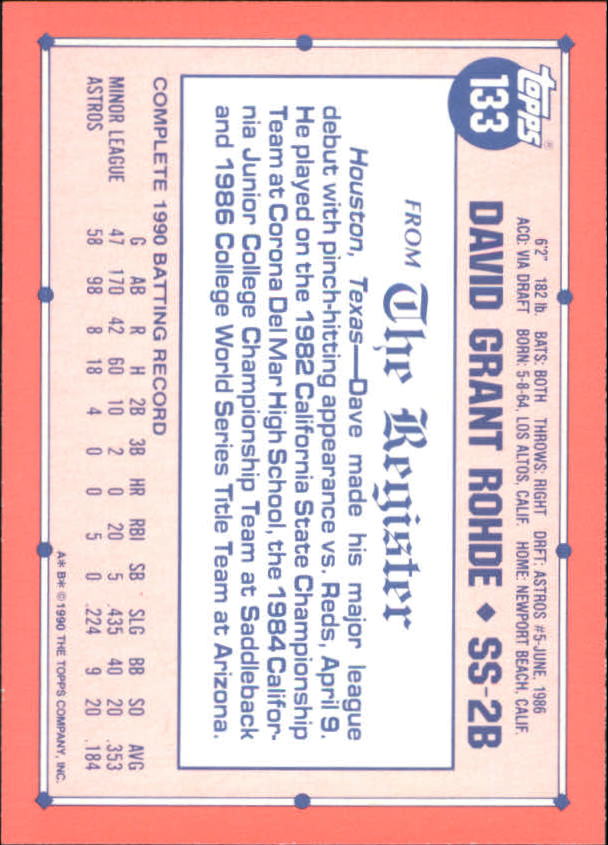 topps®
133
6'2" 182 lb. BATS: BOTH THROWS: RIGHT DRFT: ASTROS #5-JUNE, 1986
ACQ: VIA DRAFT BORN: 5-8-64, LOS ALTOS, CALIF. HOME: NEWPORT BEACH, CALIF.
DAVID GRANT ROHDE ◆ SS-2B
FROM The Register
Houston, Texas—Dave made his major league
debut with pinch-hitting appearance vs. Reds, April 9.
He played on the 1982 California State Championship
Team at Corona Del Mar High School, the 1984 Califor-
nia Junior College Championship Team at Saddleback
and 1986 College World Series Title Team at Arizona.
COMPLETE 1990 BATTING RECORD
G AB R H 2B 3B HR RBI SB SLG BB SO AVG
MINOR LEAGUE 47 170 42 60 10 2 0 20 5 .435 40 20 .353
ASTROS 58 98 8 18 4 0 0 5 0 .224 9 20 .184
A* B* © 1990 THE TOPPS COMPANY, INC.